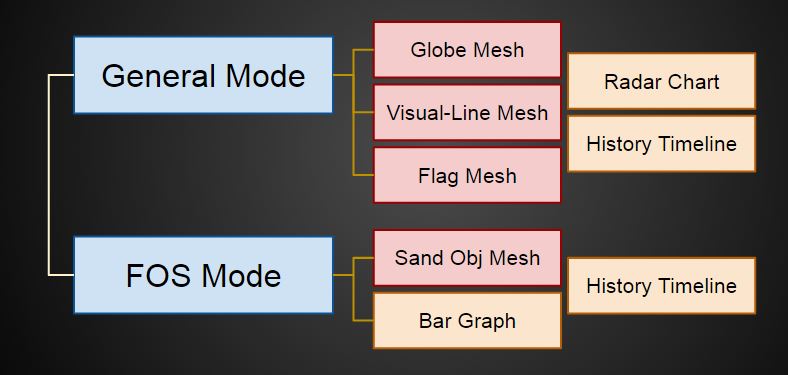 General Mode
Globe Mesh
Visual-Line Mesh
Flag Mesh
Radar Chart
History Timeline
FOS Mode
Sand Obj Mesh
Bar Graph
History Timeline